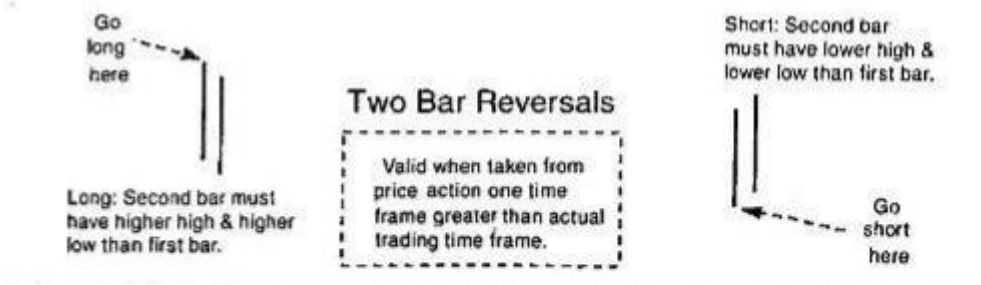 Go
long
here
Long: Second bar must
have higher high & higher
low than first bar.
Two Bar Reversals
Valid when taken from
price action one time
frame greater than actual
trading time frame.
Short: Second bar
must have lower high &
lower low than first bar.
Go
short
here